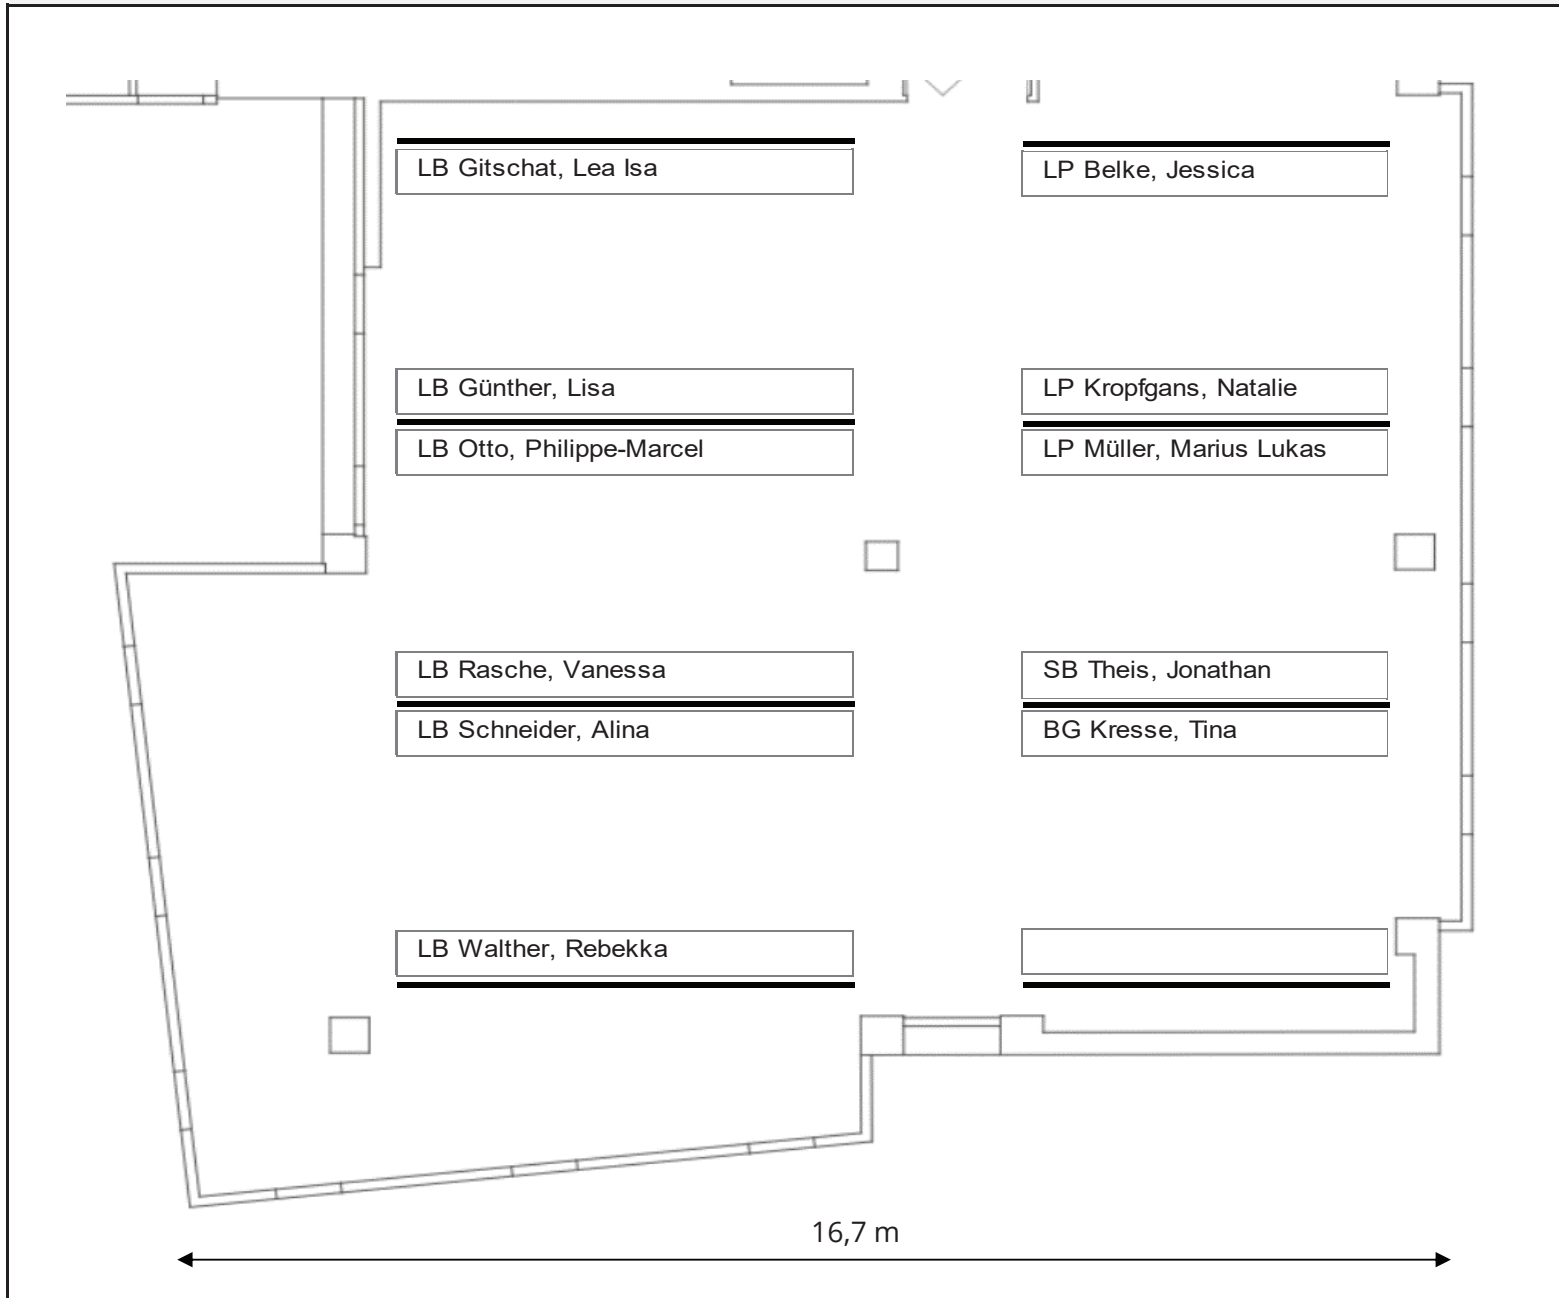 LB Gitschat, Lea Isa
LP Belke, Jessica
LB Günther, Lisa
LP Kropfgans, Natalie
LB Otto, Philippe-Marcel
LP Müller, Marius Lukas
LB Rasche, Vanessa
SB Theis, Jonathan
LB Schneider, Alina
BG Kresse, Tina
LB Walther, Rebekka
16,7 m